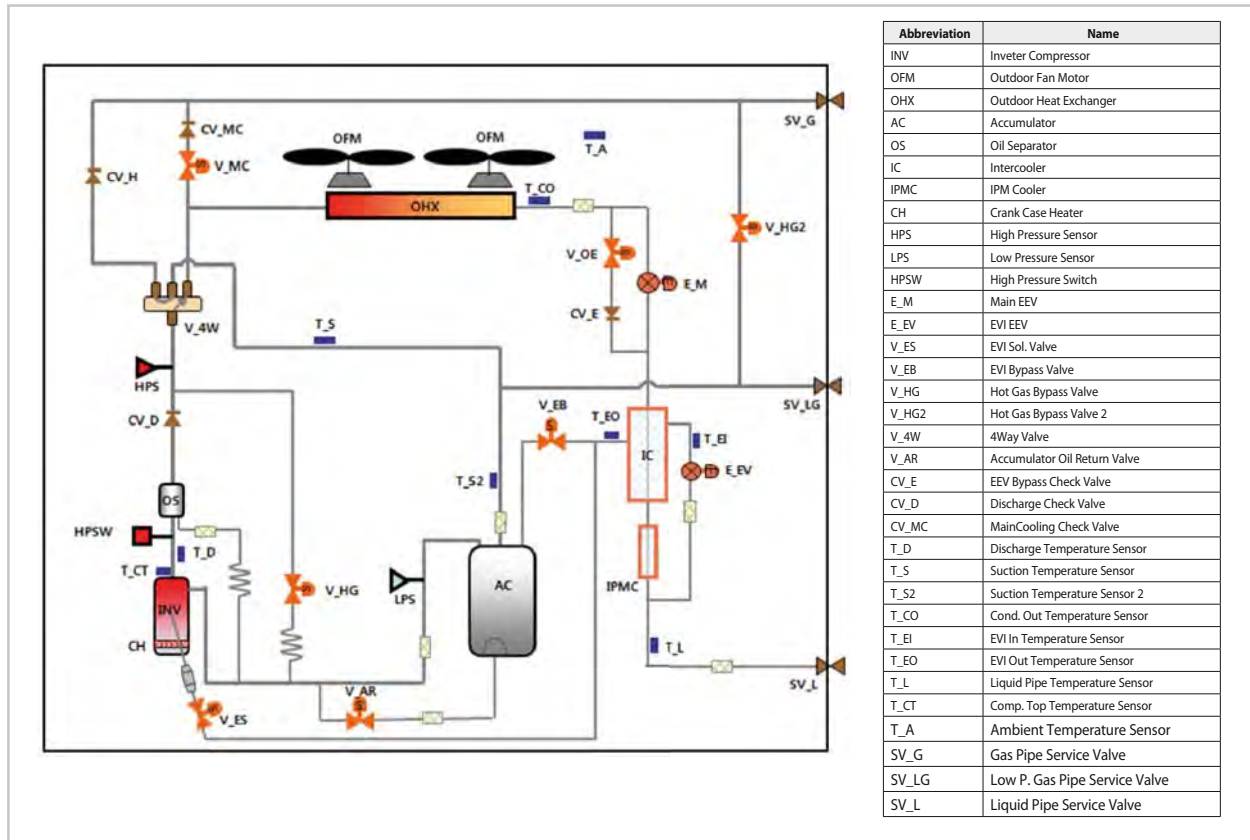 SV_G
CV_MC
OFM
OFM
T_A
V_MC
CV_H
T_CO
OHX
V_HG2
V_OE
E_M
CV_E
V_4W
T_S
HPS
SV_LG
CV_D
V_EB
T_EO
T_EI
IC
E_EV
T_S2
OS
HPSW
T_D
T_CT
INV
V_HG
LPS
AC
IPMC
CH
T_L
SV_L
V_AR
V_ES
S
S
S
S
S
S
S
Abbreviation Name
INV Inveter Compressor
OFM Outdoor Fan Motor
OHX Outdoor Heat Exchanger
AC Accumulator
OS Oil Separator
IC Intercooler
IPMC IPM Cooler
CH Crank Case Heater
HPS High Pressure Sensor
LPS Low Pressure Sensor
HPSW High Pressure Switch
E_M Main EEV
E_EV EVI EEV
V_ES EVI Sol. Valve
V_EB EVI Bypass Valve
V_HG Hot Gas Bypass Valve
V_HG2 Hot Gas Bypass Valve 2
V_4W 4Way Valve
V_AR Accumulator Oil Return Valve
CV_E EEV Bypass Check Valve
CV_D Discharge Check Valve
CV_MC MainCooling Check Valve
T_D Discharge Temperature Sensor
T_S Suction Temperature Sensor
T_S2 Suction Temperature Sensor 2
T_CO Cond. Out Temperature Sensor
T_EI EVI In Temperature Sensor
T_EO EVI Out Temperature Sensor
T_L Liquid Pipe Temperature Sensor
T_CT Comp. Top Temperature Sensor
T_A Ambient Temperature Sensor
SV_G Gas Pipe Service Valve
SV_LG Low P. Gas Pipe Service Valve
SV_L Liquid Pipe Service Valve